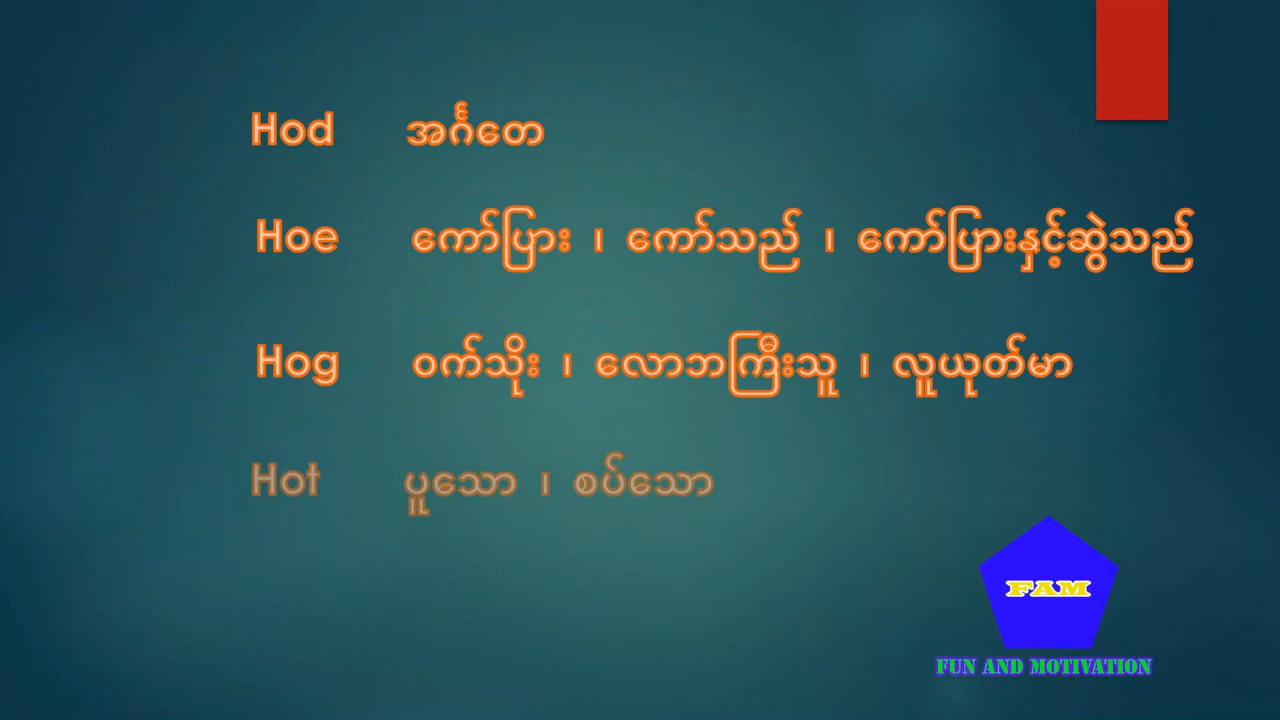 Hod အင်္ဂတေ
Hoe ကော်ပြား ၊ ကော်သည် ၊ ကော်ပြားနှင့်ဆွဲသည်
Hog ဝက်သိုး ၊ လောဘကြီးသူ ၊ လူယုတ်မာ
Hot ပူသော ၊ စပ်သော
FAM
FUN AND MOTIVATION